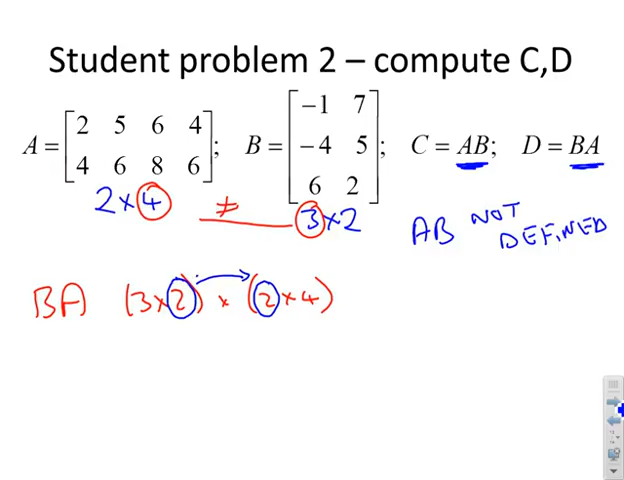 Student problem 2 – compute C,D
A = [2 5 6 4; B = [-1 7; C = AB; D = BA
4 6 8 6]; -4 5
6 2];
2 × 4 ≠ 3 × 2
AB NOT DEFINED
BA (3 × 2) × (2 × 4)